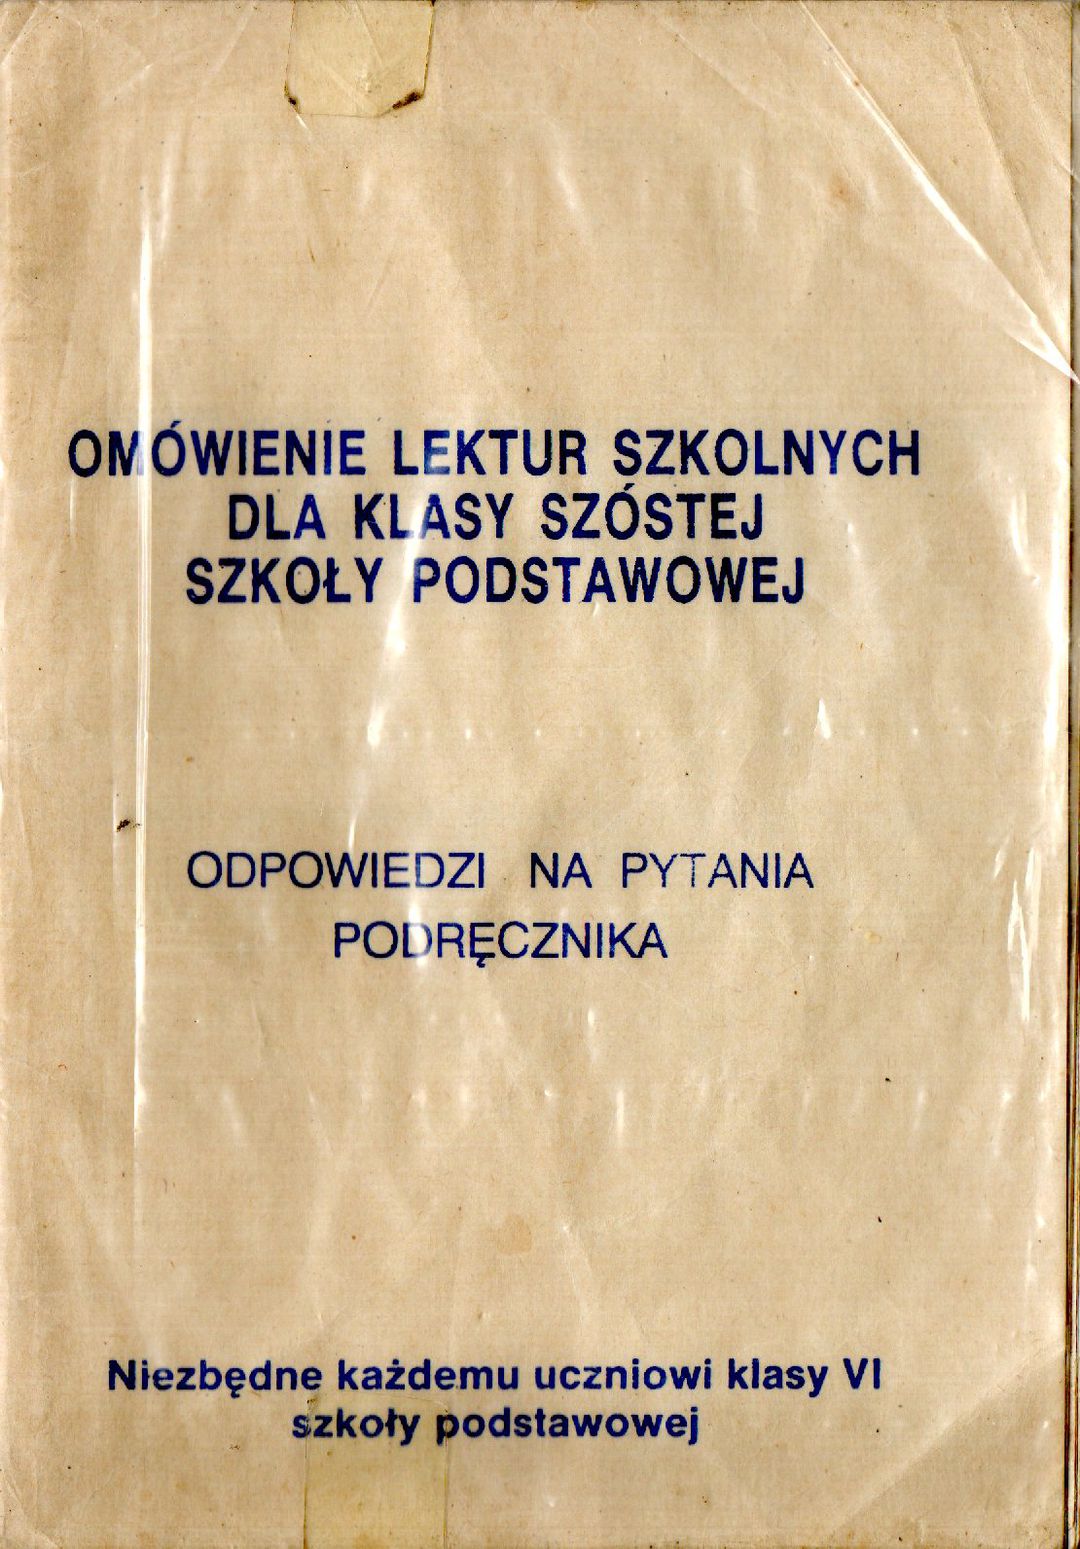 OMÓWIENIE LEKTUR SZKOLNYCH
DLA KLASY SZÓSTEJ
SZKOŁY PODSTAWOWEJ
ODPOWIEDZI NA PYTANIA
PODRĘCZNIKA
Niezbędne każdemu uczniowi klasy VI
szkoły podstawowej